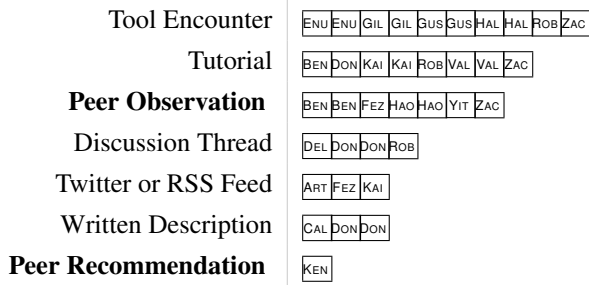 Tool Encounter ENU ENU GIL GIL GUS GUS HAL HAL ROB ZAC
Tutorial BEN DON KAI KAI ROB VAL VAL ZAC
Peer Observation BEN BEN FEZ HAO HAO YIT ZAC
Discussion Thread DEL DON DON ROB
Twitter or RSS Feed ART FEZ KAI
Written Description CAL DON DON
Peer Recommendation KEN